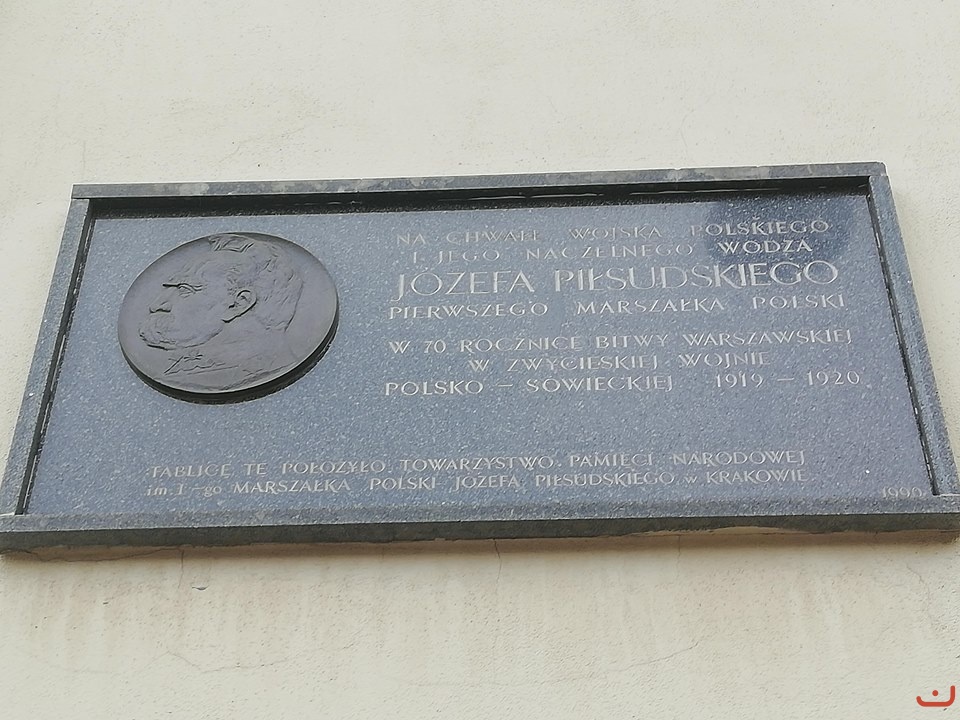 NA CHWAŁĘ WOJSKA POLSKIEGO
I JEGO NACZELNEGO WODZA
JÓZEFA PIŁSUDSKIEGO
PIERWSZEGO MARSZAŁKA POLSKI
W 70 ROCZNICĘ BITWY WARSZAWSKIEJ
W ZWYCIĘSKIEJ WOJNIE
POLSKO – SOWIECKIEJ 1919 – 1920
TABLICĘ TĘ POŁOŻYŁO TOWARZYSTWO PAMIĘCI NARODOWEJ
im. I –go MARSZAŁKA POLSKI JÓZEFA PIŁSUDSKIEGO w KRAKOWIE
1990